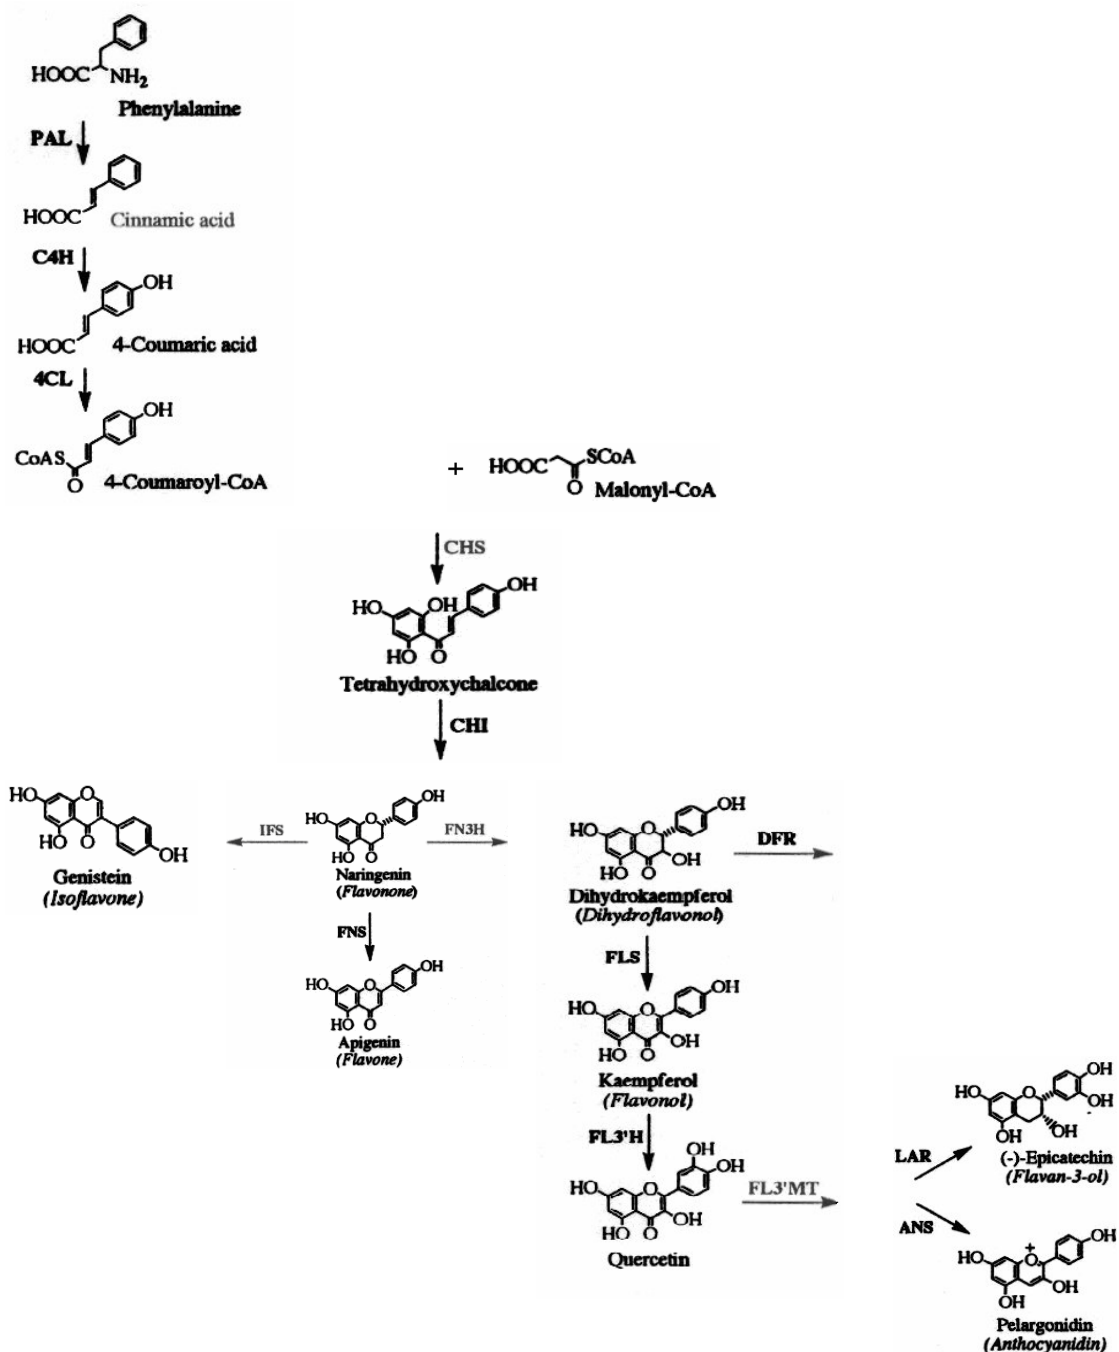 HOOC NH2
Phenylalanine
PAL
HOOC
Cinnamic acid
C4H
OH
HOOC
4-Coumaric acid
4CL
OH
CoAS
O
4-Coumaroyl-CoA
+
HOOC SCoA
O
Malonyl-CoA
CHS
HO OH OH
HO O
Tetrahydroxychalcone
CHI
HO O
HO O
OH
Genistein
(Isoflavone)
IFS
HO O OH
OH O
Naringenin
(Flavonone)
FN3H
FNS
HO O OH
OH O
Apigenin
(Flavone)
HO O OH
HO O OH
Dihydrokaempferol
(Dihydroflavonol)
DFR
FLS
HO O OH
HO O OH
Kaempferol
(Flavonol)
FL3'H
OH
HO O OH
HO O OH
Quercetin
FL3'MT
LAR
OH
HO O OH
OH OH
(-)-Epicatechin
(Flavan-3-ol)
ANS
+
HO O OH
OH OH
Pelargonidin
(Anthocyanidin)